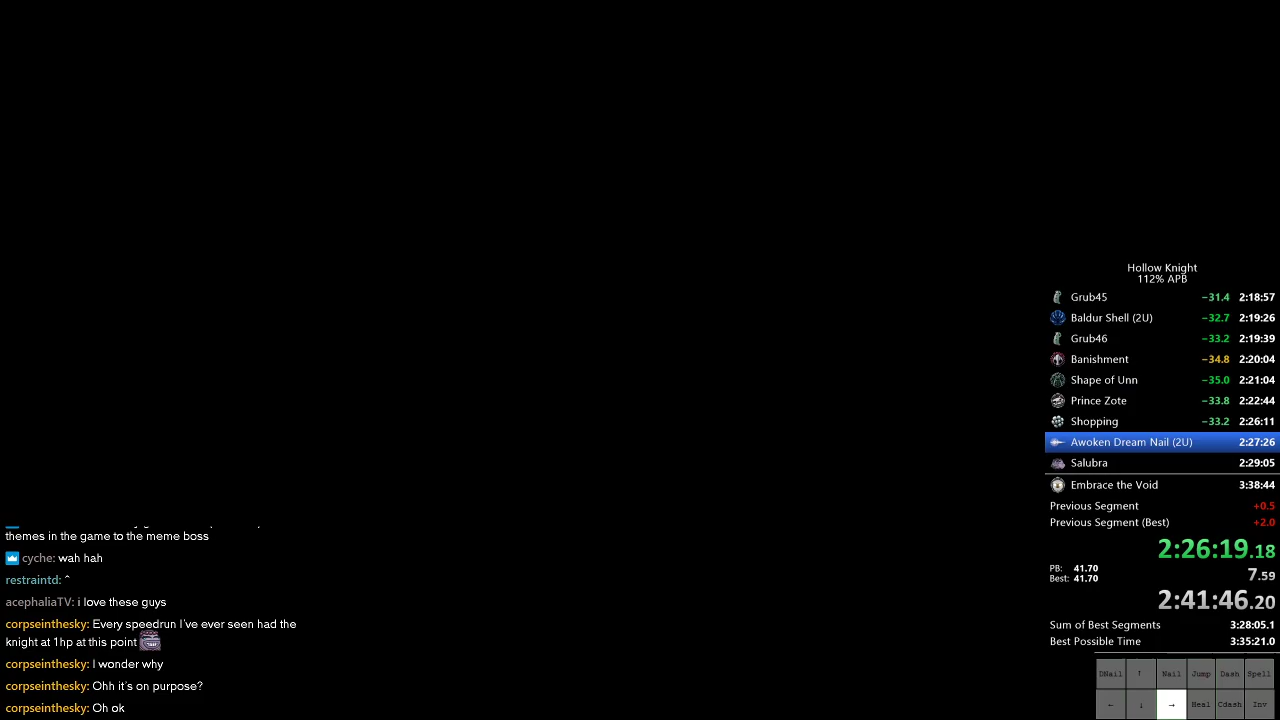 Hollow Knight
112% APB
Grub45 −31.4 2:18:57
Baldur Shell (2U) −32.7 2:19:26
Grub46 −33.2 2:19:39
Banishment −34.8 2:20:04
Shape of Unn −35.0 2:21:04
Prince Zote −33.8 2:22:44
Shopping −33.2 2:26:11
Awoken Dream Nail (2U) 2:27:26
Salubra 2:29:05
Embrace the Void 3:38:44
Previous Segment +0.5
Previous Segment (Best) +2.0
2:26:19.18
PB: 41.70
Best: 41.70
7.59
2:41:46.20
Sum of Best Segments 3:28:05.1
Best Possible Time 3:35:21.0
DNail ↑ Nail Jump Dash Spell
← ↓ → Heal Cdash Inv
themes in the game to the meme boss
cyche: wah hah
restraintd: ^
acephaliaTV: i love these guys
corpseinthesky: Every speedrun I've ever seen had the
knight at 1hp at this point
corpseinthesky: I wonder why
corpseinthesky: Ohh it's on purpose?
corpseinthesky: Oh ok